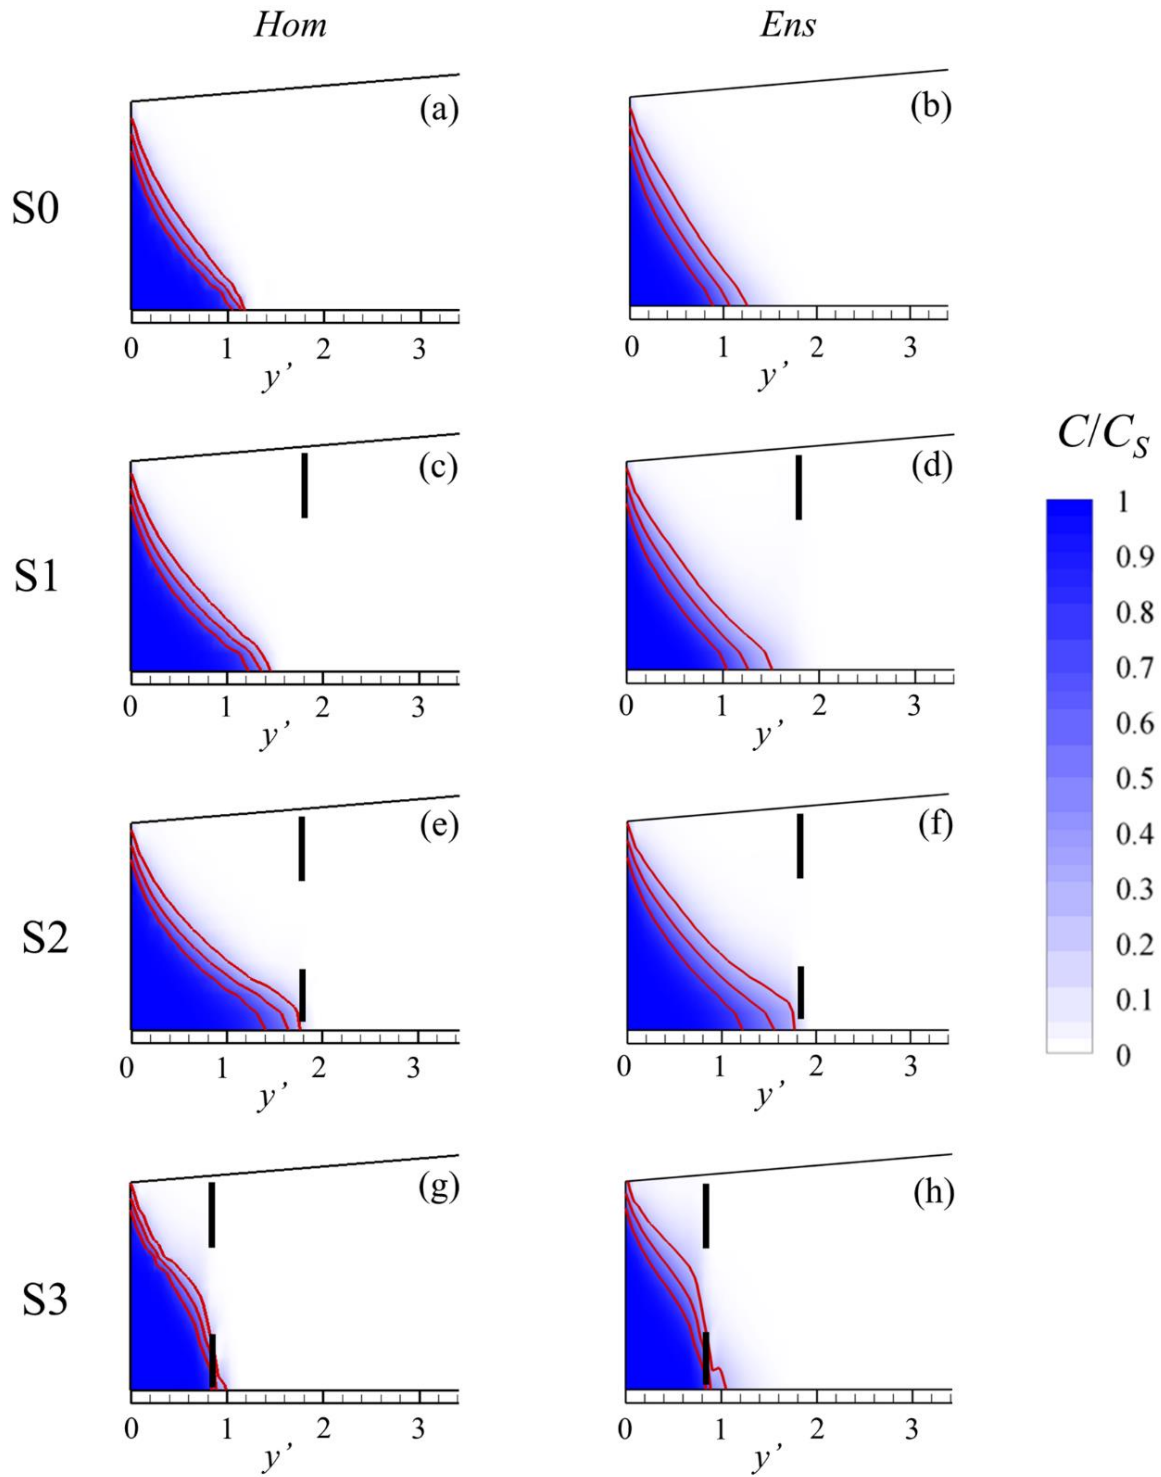 Hom Ens
S0 (a) (b)
0 1 2 3 0 1 2 3
y’ y’
S1 (c) (d)
0 1 2 3 0 1 2 3
y’ y’
S2 (e) (f)
0 1 2 3 0 1 2 3
y’ y’
S3 (g) (h)
0 1 2 3 0 1 2 3
y’ y’
C/C_S
1
0.9
0.8
0.7
0.6
0.5
0.4
0.3
0.2
0.1
0